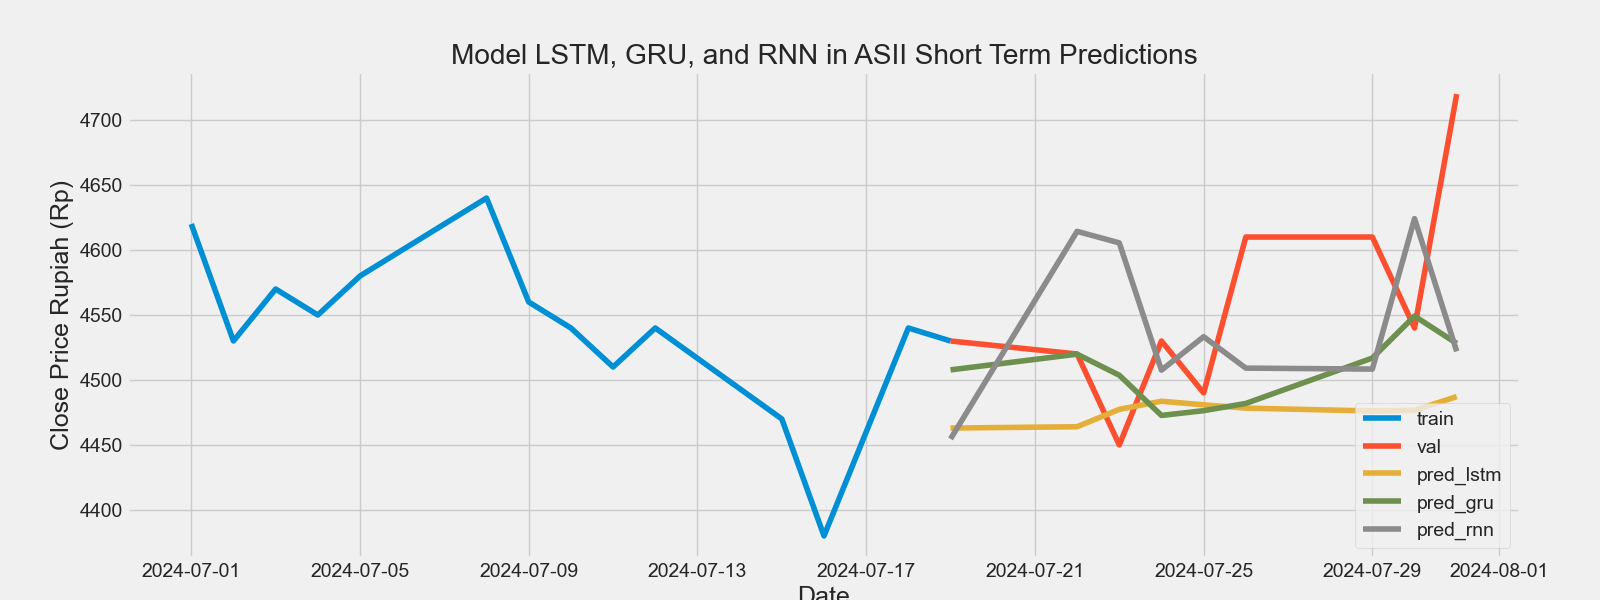 Model LSTM, GRU, and RNN in ASII Short Term Predictions
Close Price Rupiah (Rp)
4700
4650
4600
4550
4500
4450
4400
train
val
pred_lstm
pred_gru
pred_rnn
2024-07-01 2024-07-05 2024-07-09 2024-07-13 2024-07-17 2024-07-21 2024-07-25 2024-07-29 2024-08-01
Date